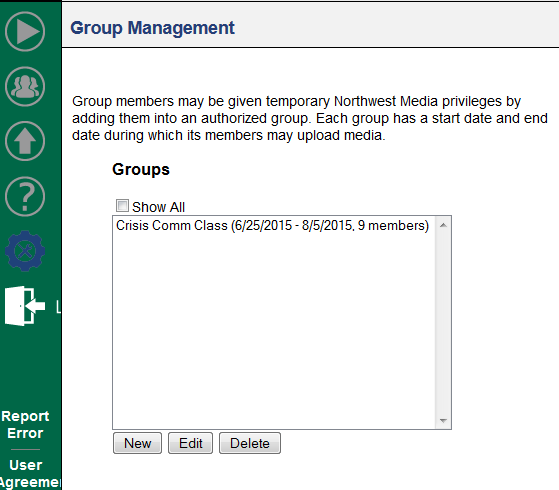 Group Management
Group members may be given temporary Northwest Media privileges by
adding them into an authorized group. Each group has a start date and end
date during which its members may upload media.
Groups
Show All
Crisis Comm Class (6/25/2015 - 8/5/2015, 9 members)
New Edit Delete
?
L
Report
Error
User
Agreeme